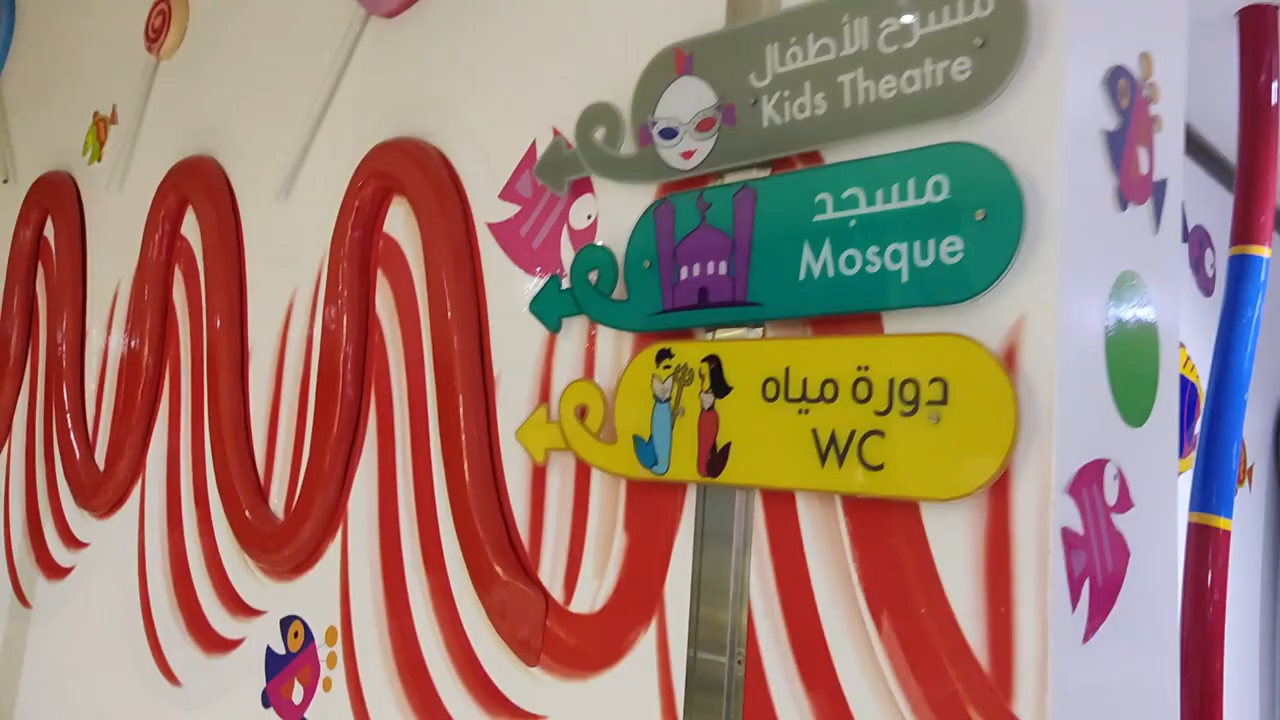 مسرح الأطفال
Kids Theatre
مسجد
Mosque
دورة مياه
WC